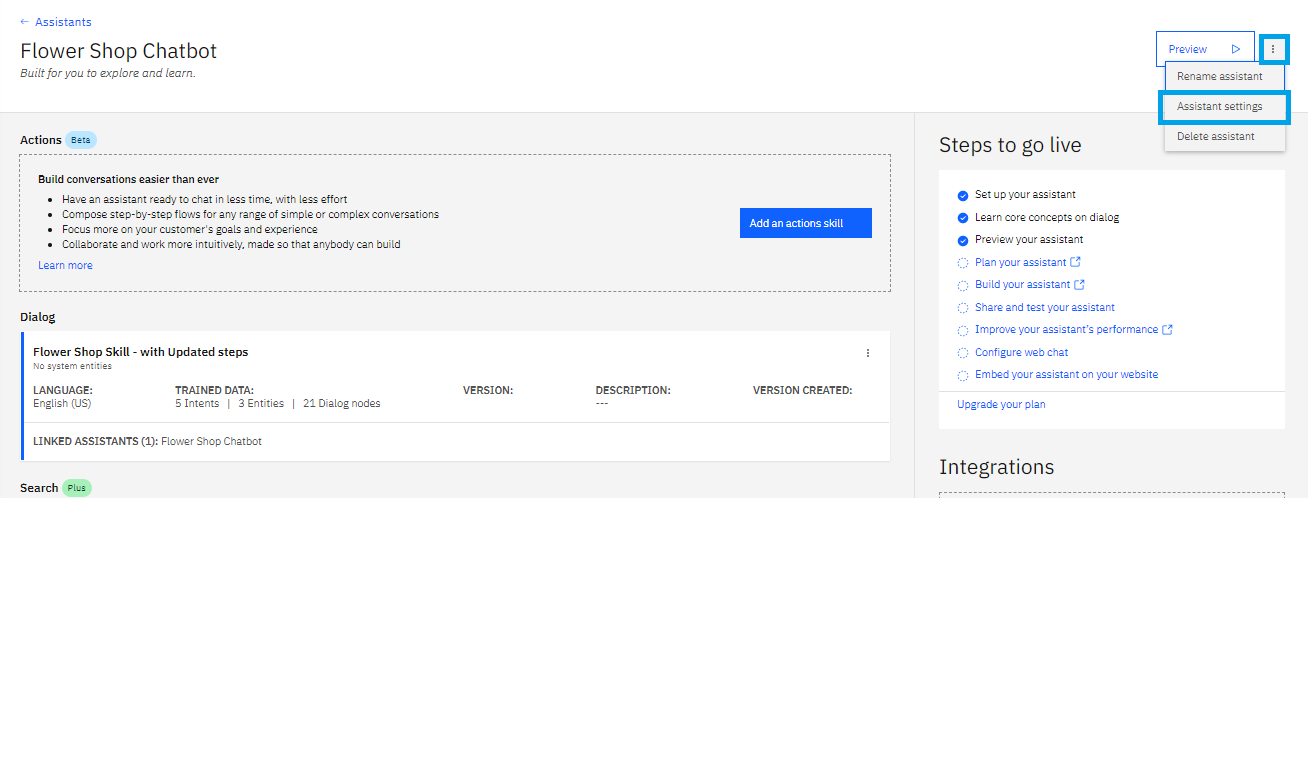 ← Assistants
Flower Shop Chatbot
Built for you to explore and learn.
Preview
Rename assistant
Assistant settings
Delete assistant
Actions Beta
Build conversations easier than ever
• Have an assistant ready to chat in less time, with less effort
• Compose step-by-step flows for any range of simple or complex conversations
• Focus more on your customer's goals and experience
• Collaborate and work more intuitively, made so that anybody can build
Learn more
Add an actions skill
Dialog
Flower Shop Skill - with Updated steps
No system entities
LANGUAGE: TRAINED DATA: VERSION: DESCRIPTION: VERSION CREATED:
English (US) 5 Intents | 3 Entities | 21 Dialog nodes ---
LINKED ASSISTANTS (1): Flower Shop Chatbot
Search Plus
Steps to go live
Set up your assistant
Learn core concepts on dialog
Preview your assistant
Plan your assistant
Build your assistant
Share and test your assistant
Improve your assistant's performance
Configure web chat
Embed your assistant on your website
Upgrade your plan
Integrations